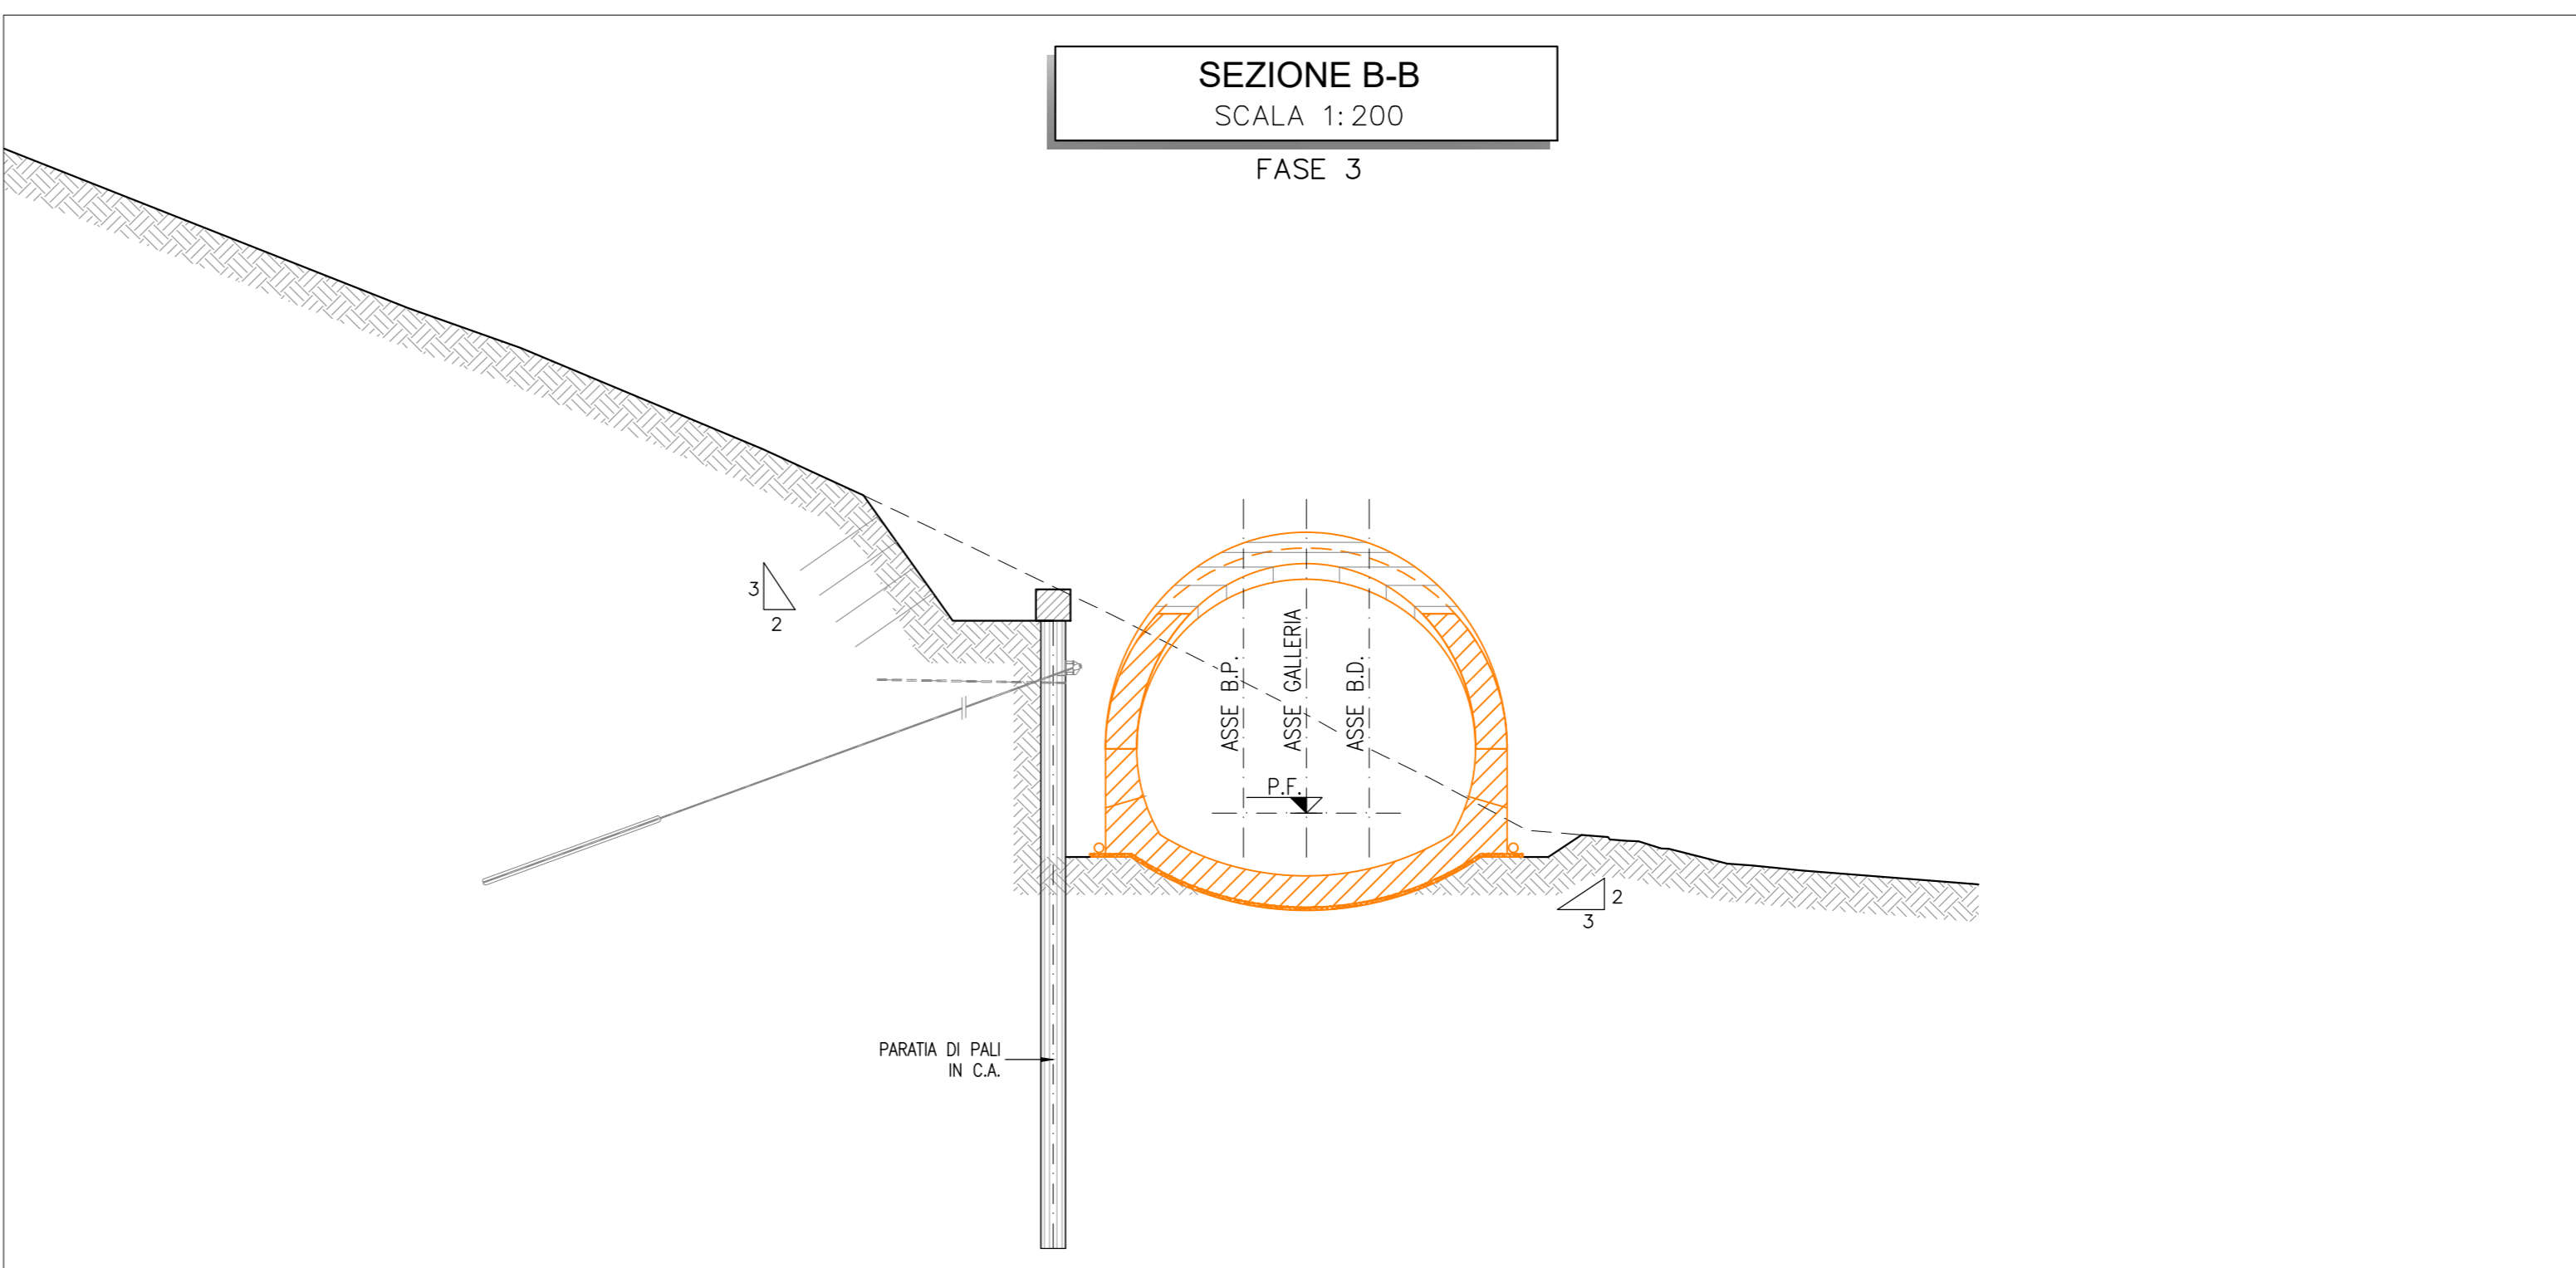 SEZIONE B-B
SCALA 1:200
FASE 3
3
2
ASSE B.P.
ASSE GALLERIA
ASSE B.D.
P.F.
2
3
PARATIA DI PALI
IN C.A.